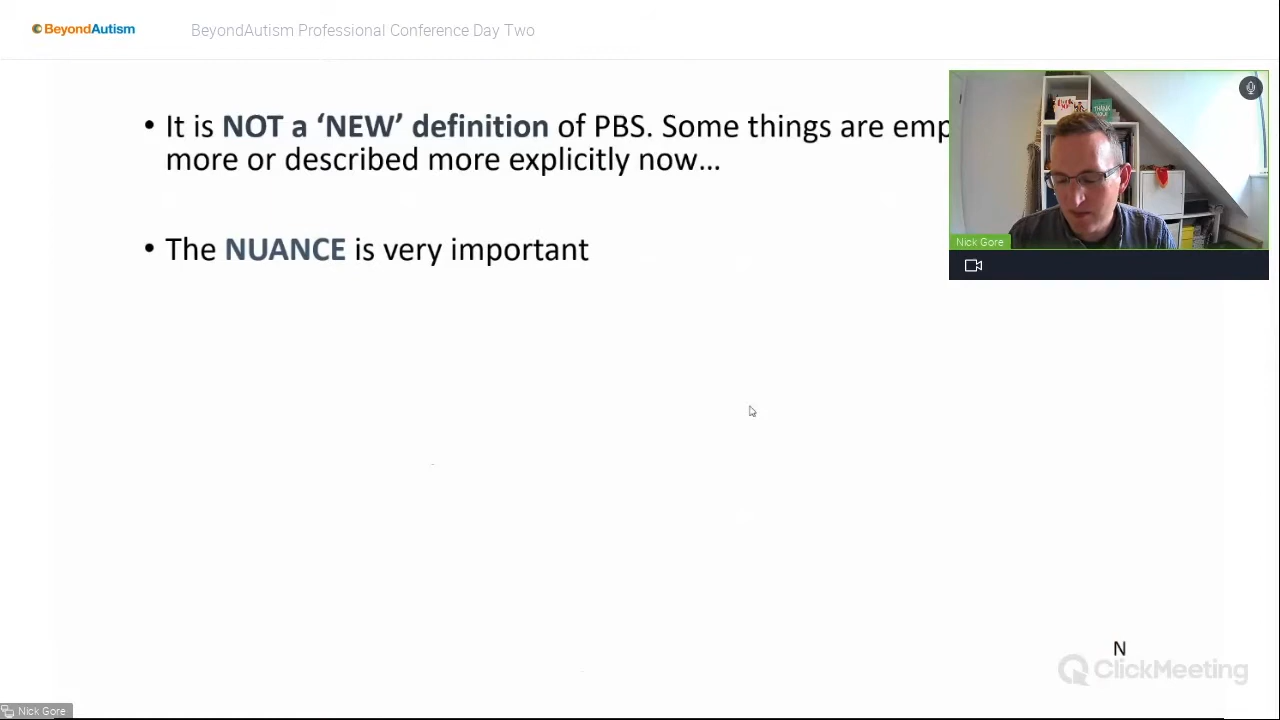 BeyondAutism
BeyondAutism Professional Conference Day Two
• It is NOT a ‘NEW’ definition of PBS. Some things are emp
more or described more explicitly now…
• The NUANCE is very important
Nick Gore
N
ClickMeeting
Nick Gore